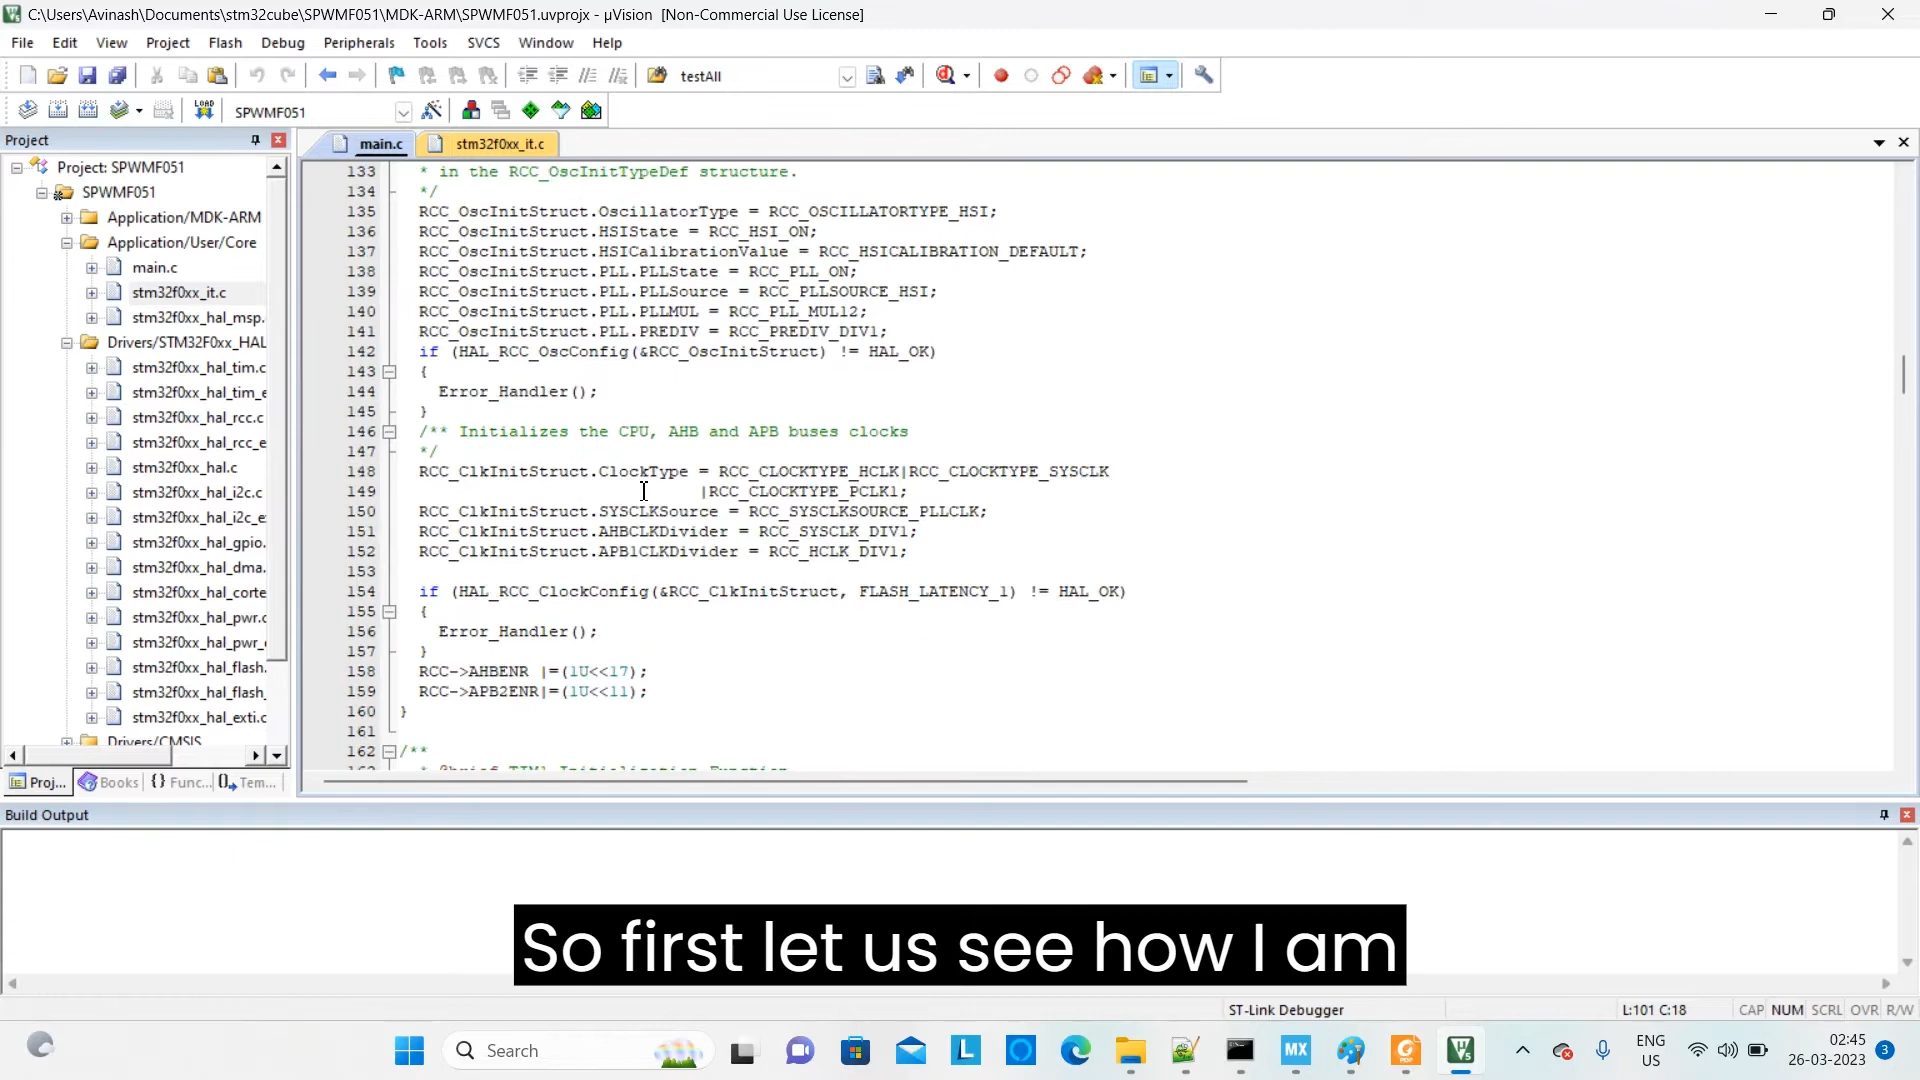 C:\Users\Avinash\Documents\stm32cube\SPWMF051\MDK-ARM\SPWMF051.uvprojx - µVision [Non-Commercial Use License]
File Edit View Project Flash Debug Peripherals Tools SVCS Window Help
testAll
LOAD SPWMF051
Project
main.c stm32f0xx_it.c
Project: SPWMF051
SPWMF051
Application/MDK-ARM
Application/User/Core
main.c
stm32f0xx_it.c
stm32f0xx_hal_msp.
Drivers/STM32F0xx_HAL
stm32f0xx_hal_tim.c
stm32f0xx_hal_tim_e
stm32f0xx_hal_rcc.c
stm32f0xx_hal_rcc_e
stm32f0xx_hal.c
stm32f0xx_hal_i2c.c
stm32f0xx_hal_i2c_e
stm32f0xx_hal_gpio.
stm32f0xx_hal_dma.
stm32f0xx_hal_corte
stm32f0xx_hal_pwr.c
stm32f0xx_hal_pwr_
stm32f0xx_hal_flash.
stm32f0xx_hal_flash_
stm32f0xx_hal_exti.c
Drivers/CMSIS
Proj... Books {} Func... Tem...
133 * in the RCC_OscInitTypeDef structure.
134 */
135 RCC_OscInitStruct.OscillatorType = RCC_OSCILLATORTYPE_HSI;
136 RCC_OscInitStruct.HSIState = RCC_HSI_ON;
137 RCC_OscInitStruct.HSICalibrationValue = RCC_HSICALIBRATION_DEFAULT;
138 RCC_OscInitStruct.PLL.PLLState = RCC_PLL_ON;
139 RCC_OscInitStruct.PLL.PLLSource = RCC_PLLSOURCE_HSI;
140 RCC_OscInitStruct.PLL.PLLMUL = RCC_PLL_MUL12;
141 RCC_OscInitStruct.PLL.PREDIV = RCC_PREDIV_DIV1;
142 if (HAL_RCC_OscConfig(&RCC_OscInitStruct) != HAL_OK)
143 {
144 Error_Handler();
145 }
146 /** Initializes the CPU, AHB and APB buses clocks
147 */
148 RCC_ClkInitStruct.ClockType = RCC_CLOCKTYPE_HCLK|RCC_CLOCKTYPE_SYSCLK
149 |RCC_CLOCKTYPE_PCLK1;
150 RCC_ClkInitStruct.SYSCLKSource = RCC_SYSCLKSOURCE_PLLCLK;
151 RCC_ClkInitStruct.AHBCLKDivider = RCC_SYSCLK_DIV1;
152 RCC_ClkInitStruct.APB1CLKDivider = RCC_HCLK_DIV1;
153
154 if (HAL_RCC_ClockConfig(&RCC_ClkInitStruct, FLASH_LATENCY_1) != HAL_OK)
155 {
156 Error_Handler();
157 }
158 RCC->AHBENR |=(1U<<17);
159 RCC->APB2ENR|=(1U<<11);
160 }
161
162 /**
Build Output
So first let us see how I am
ST-Link Debugger L:101 C:18 CAP NUM SCRL OVR R/W
Search
MX
ENG
US
02:45
26-03-2023
3